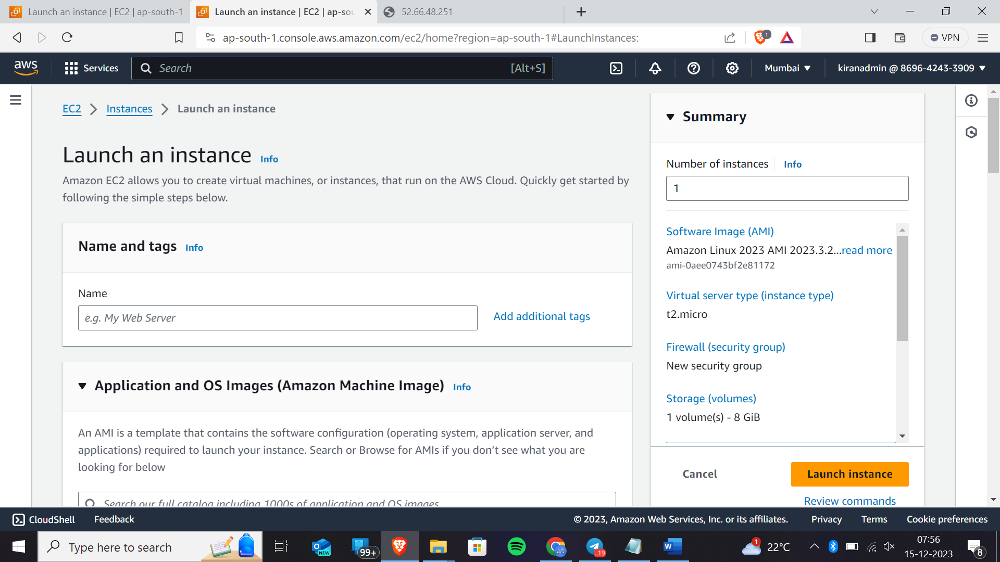 Launch an instance | EC2 | ap-south-1
Launch an instance | EC2 | ap-sou
52.66.48.251
ap-south-1.console.aws.amazon.com/ec2/home?region=ap-south-1#LaunchInstances:
1
VPN
aws
Services
Search
[Alt+S]
Mumbai
kiranadmin @ 8696-4243-3909
EC2
Instances
Launch an instance
Launch an instance
Info
Amazon EC2 allows you to create virtual machines, or instances, that run on the AWS Cloud. Quickly get started by
following the simple steps below.
Name and tags
Info
Name
e.g. My Web Server
Add additional tags
Application and OS Images (Amazon Machine Image)
Info
An AMI is a template that contains the software configuration (operating system, application server, and
applications) required to launch your instance. Search or Browse for AMIs if you don't see what you are
looking for below
Search our full catalog including 1000s of application and OS images
Summary
Number of instances
Info
1
Software Image (AMI)
Amazon Linux 2023 AMI 2023.3.2...read more
ami-0aee0743bf2e81172
Virtual server type (instance type)
t2.micro
Firewall (security group)
New security group
Storage (volumes)
1 volume(s) - 8 GiB
Cancel
Launch instance
Review commands
CloudShell
Feedback
© 2023, Amazon Web Services, Inc. or its affiliates.
Privacy
Terms
Cookie preferences
Type here to search
NEW
99+
..19
W
1
22°C
07:56
15-12-2023
8